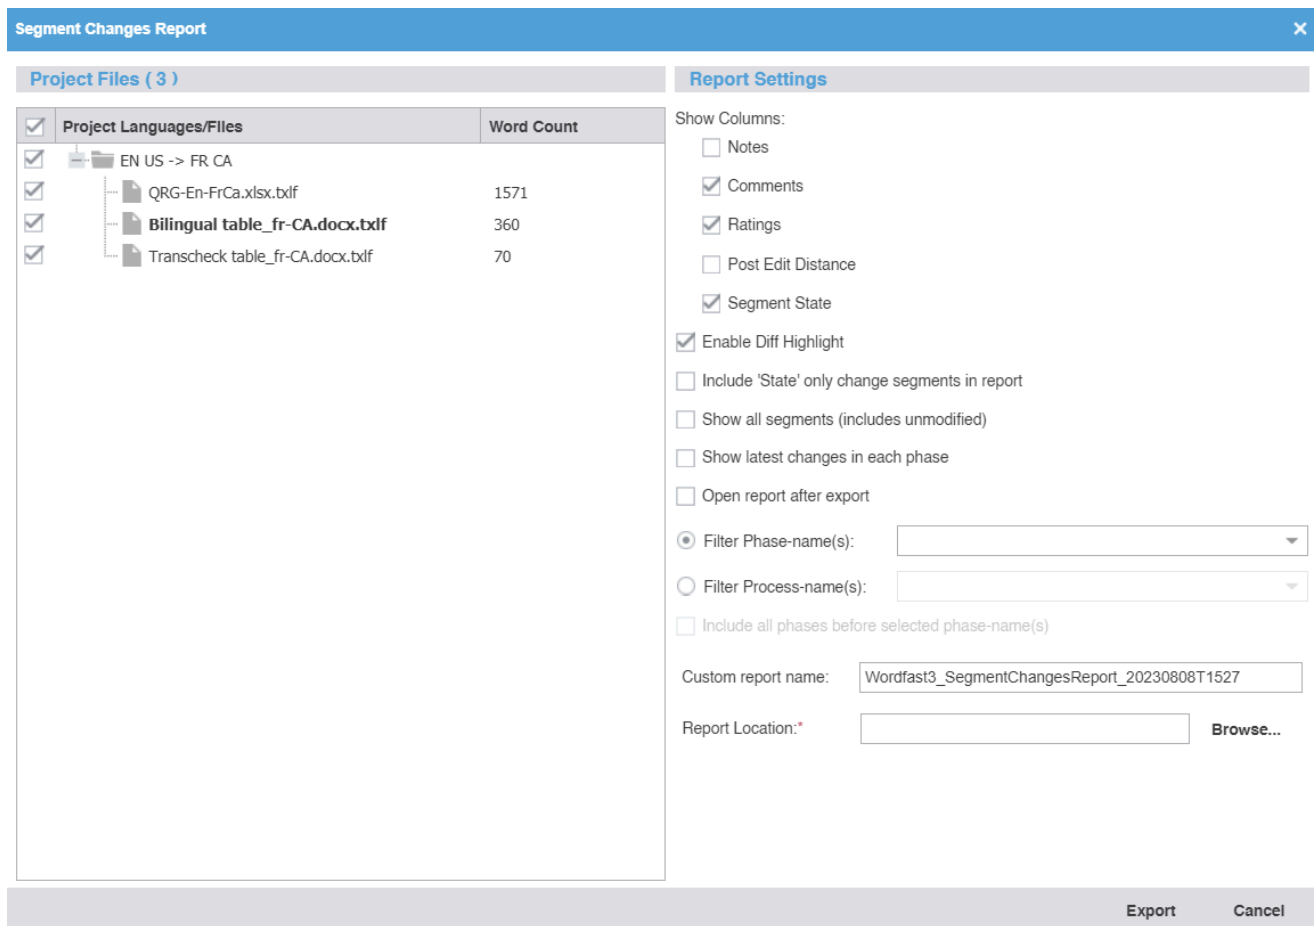 Segment Changes Report
Project Files ( 3 )
Project Languages/Files Word Count
EN US -> FR CA
QRG-En-FrCa.xlsx.txlf 1571
Bilingual table_fr-CA.docx.txlf 360
Transcheck table_fr-CA.docx.txlf 70
Report Settings
Show Columns:
Notes
Comments
Ratings
Post Edit Distance
Segment State
Enable Diff Highlight
Include 'State' only change segments in report
Show all segments (includes unmodified)
Show latest changes in each phase
Open report after export
Filter Phase-name(s):
Filter Process-name(s):
Include all phases before selected phase-name(s)
Custom report name: Wordfast3_SegmentChangesReport_20230808T1527
Report Location:* Browse...
Export Cancel